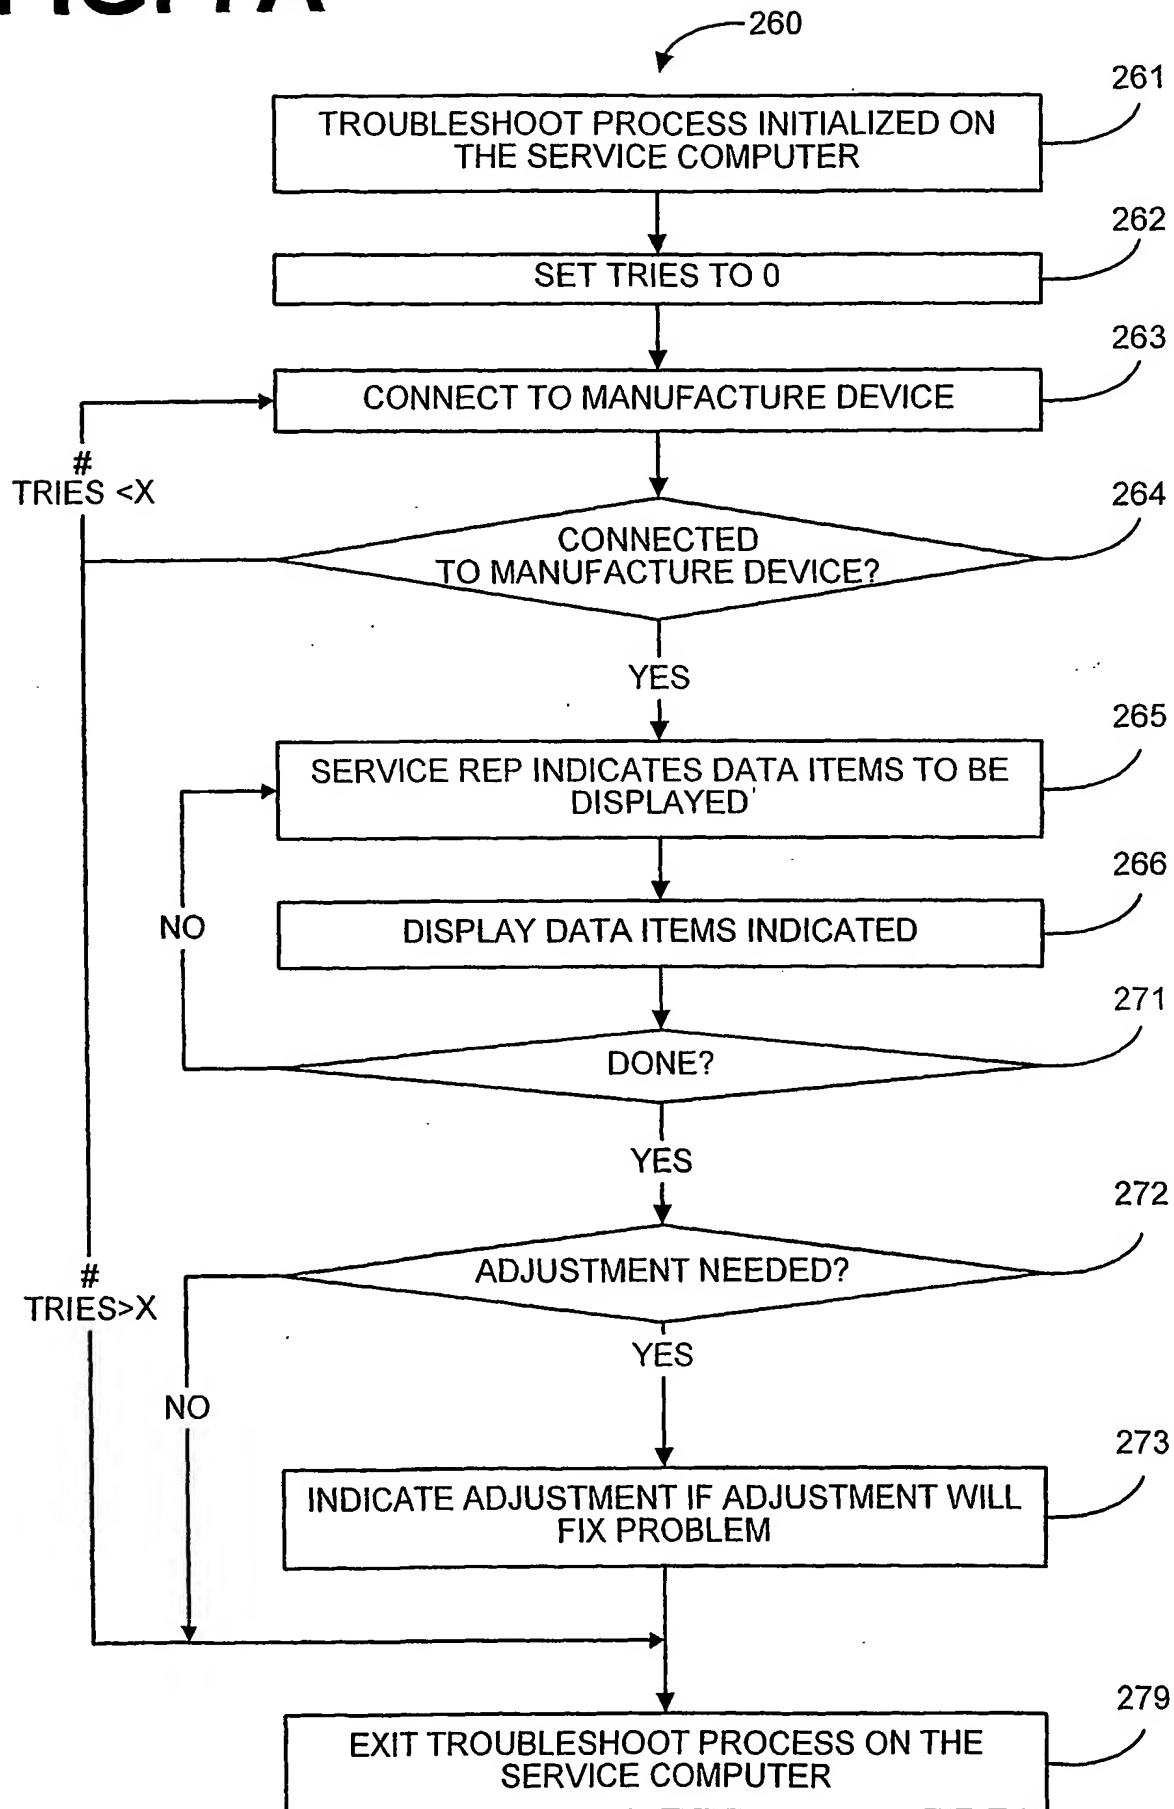 260
261
TROUBLESHOOT PROCESS INITIALIZED ON
THE SERVICE COMPUTER
262
SET TRIES TO 0
263
CONNECT TO MANUFACTURE DEVICE
#
TRIES <X
264
CONNECTED
TO MANUFACTURE DEVICE?
YES
265
SERVICE REP INDICATES DATA ITEMS TO BE
DISPLAYED
266
NO
DISPLAY DATA ITEMS INDICATED
271
DONE?
YES
272
ADJUSTMENT NEEDED?
#
TRIES>X
YES
NO
273
INDICATE ADJUSTMENT IF ADJUSTMENT WILL
FIX PROBLEM
279
EXIT TROUBLESHOOT PROCESS ON THE
SERVICE COMPUTER